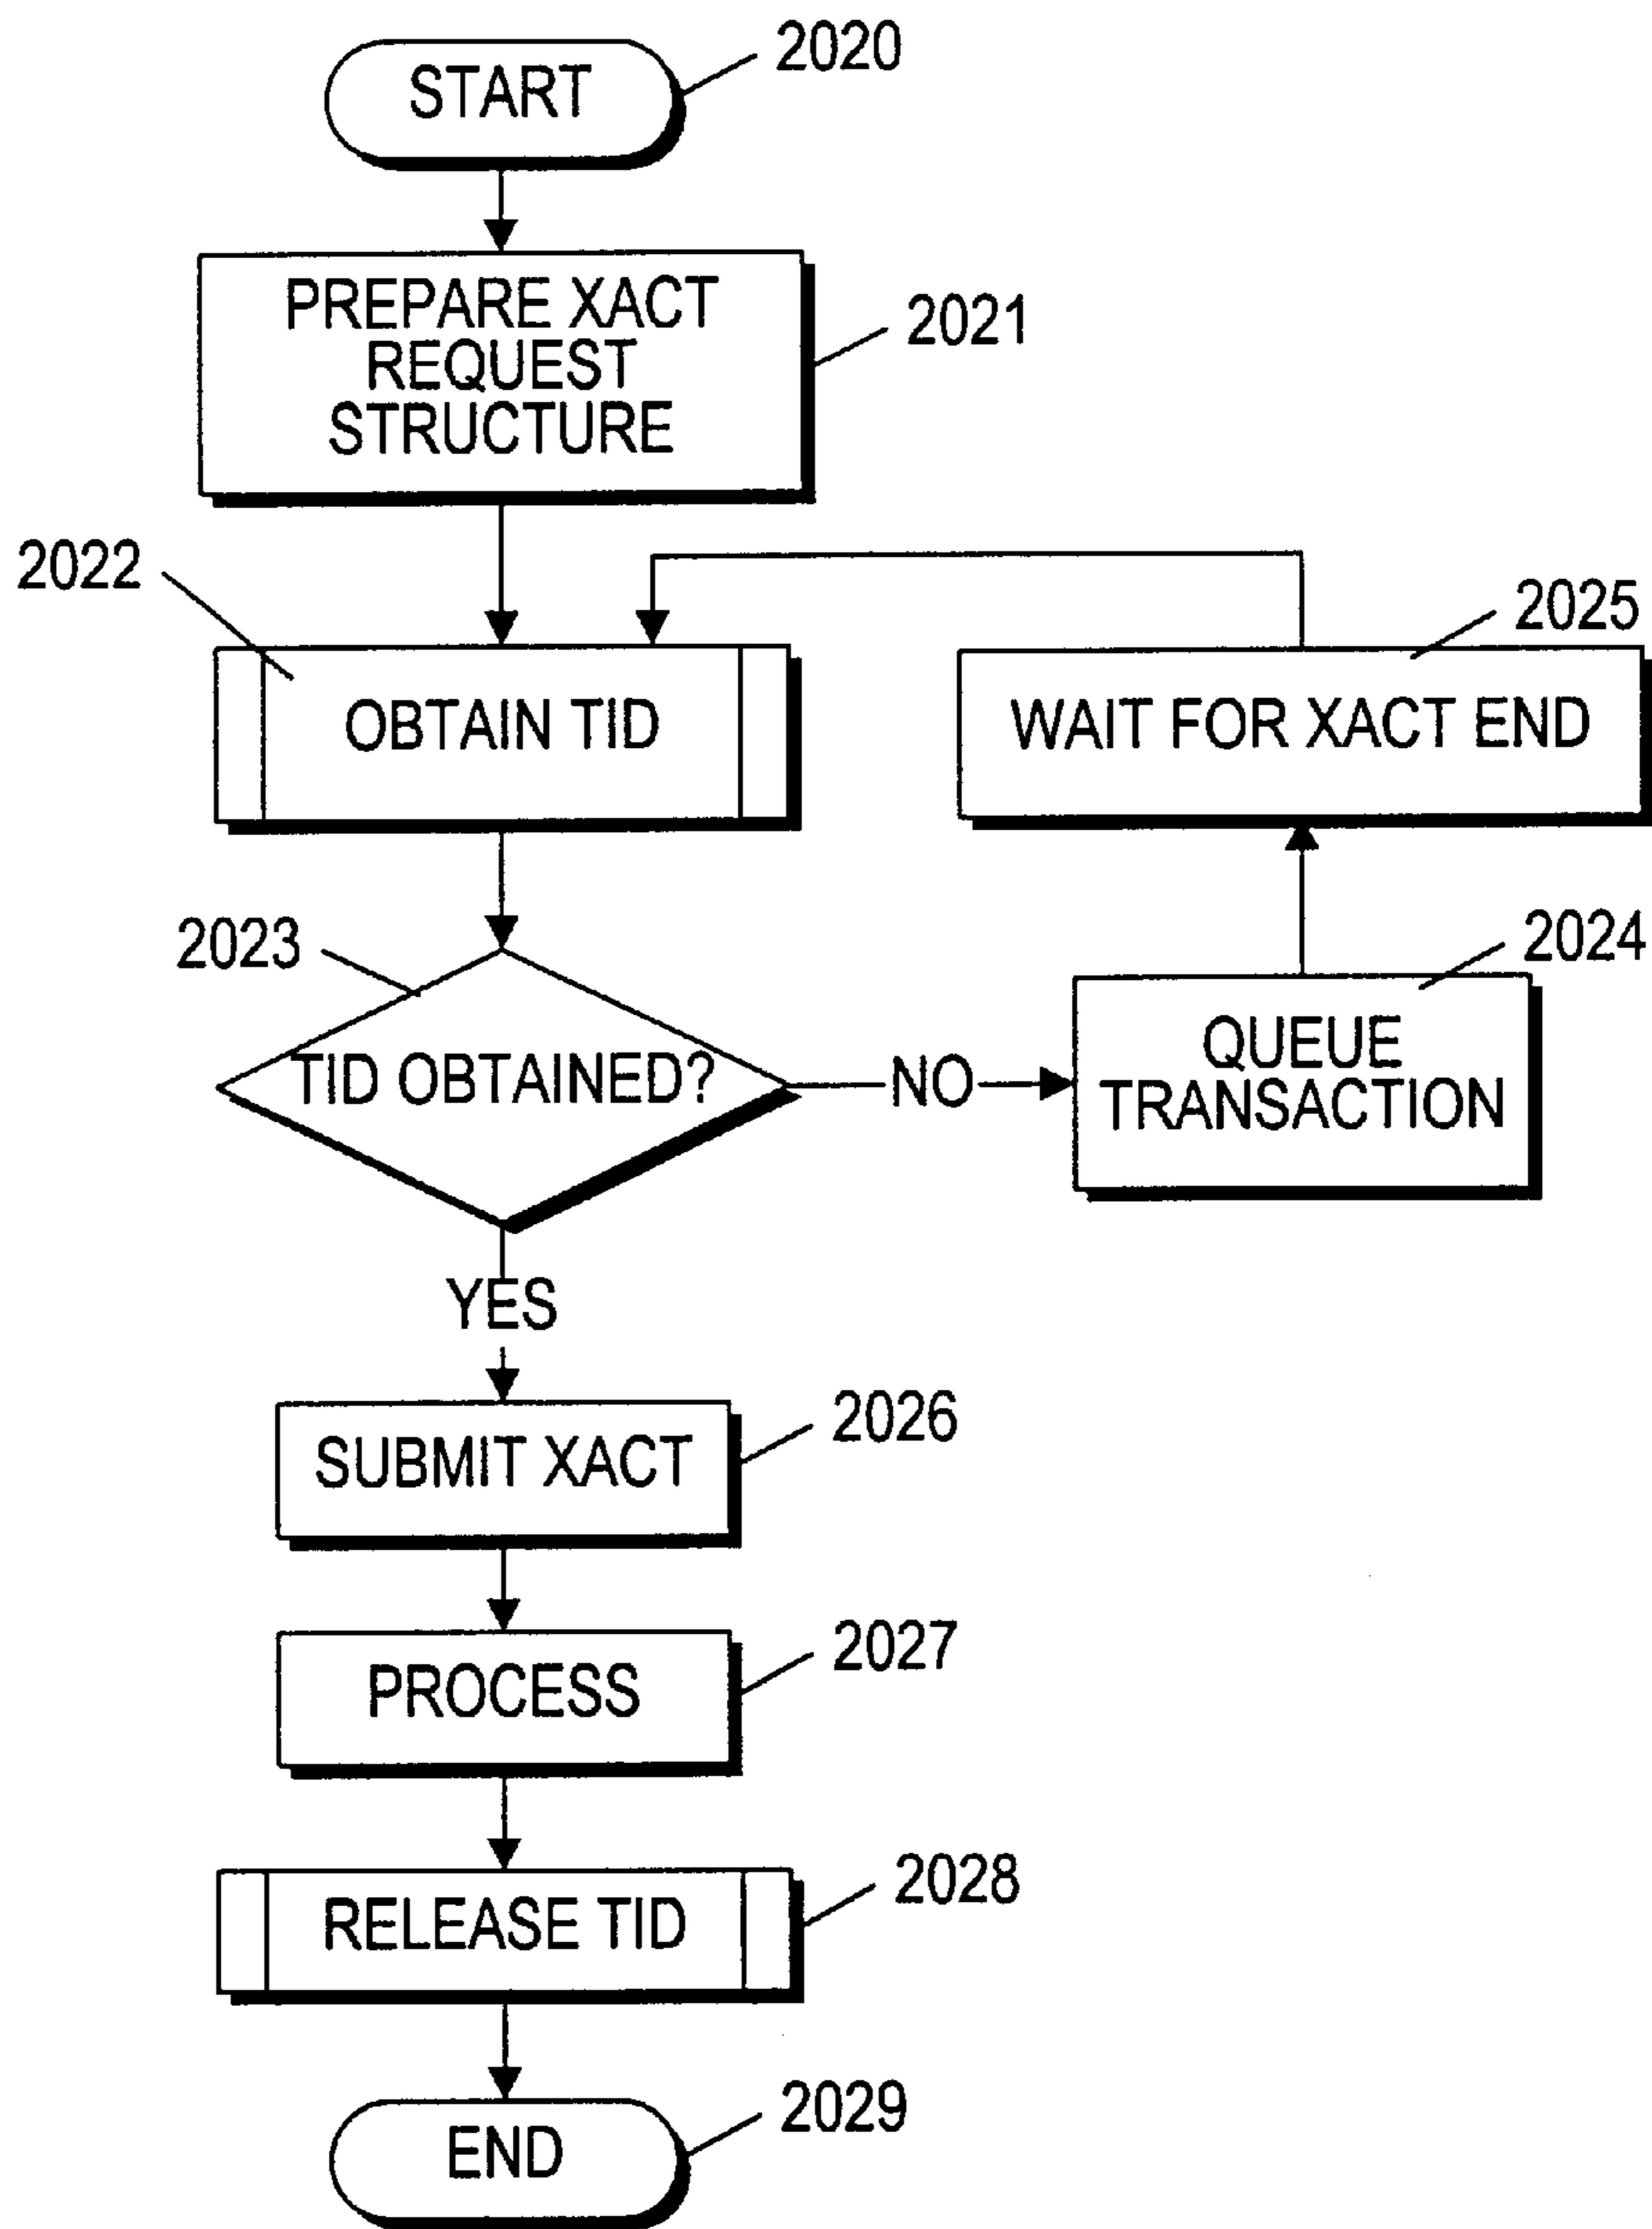 START
2020
PREPARE XACT
REQUEST
STRUCTURE
2021
2022
OBTAIN TID
2025
WAIT FOR XACT END
2023
TID OBTAINED?
NO
2024
QUEUE
TRANSACTION
YES
SUBMIT XACT
2026
PROCESS
2027
RELEASE TID
2028
END
2029